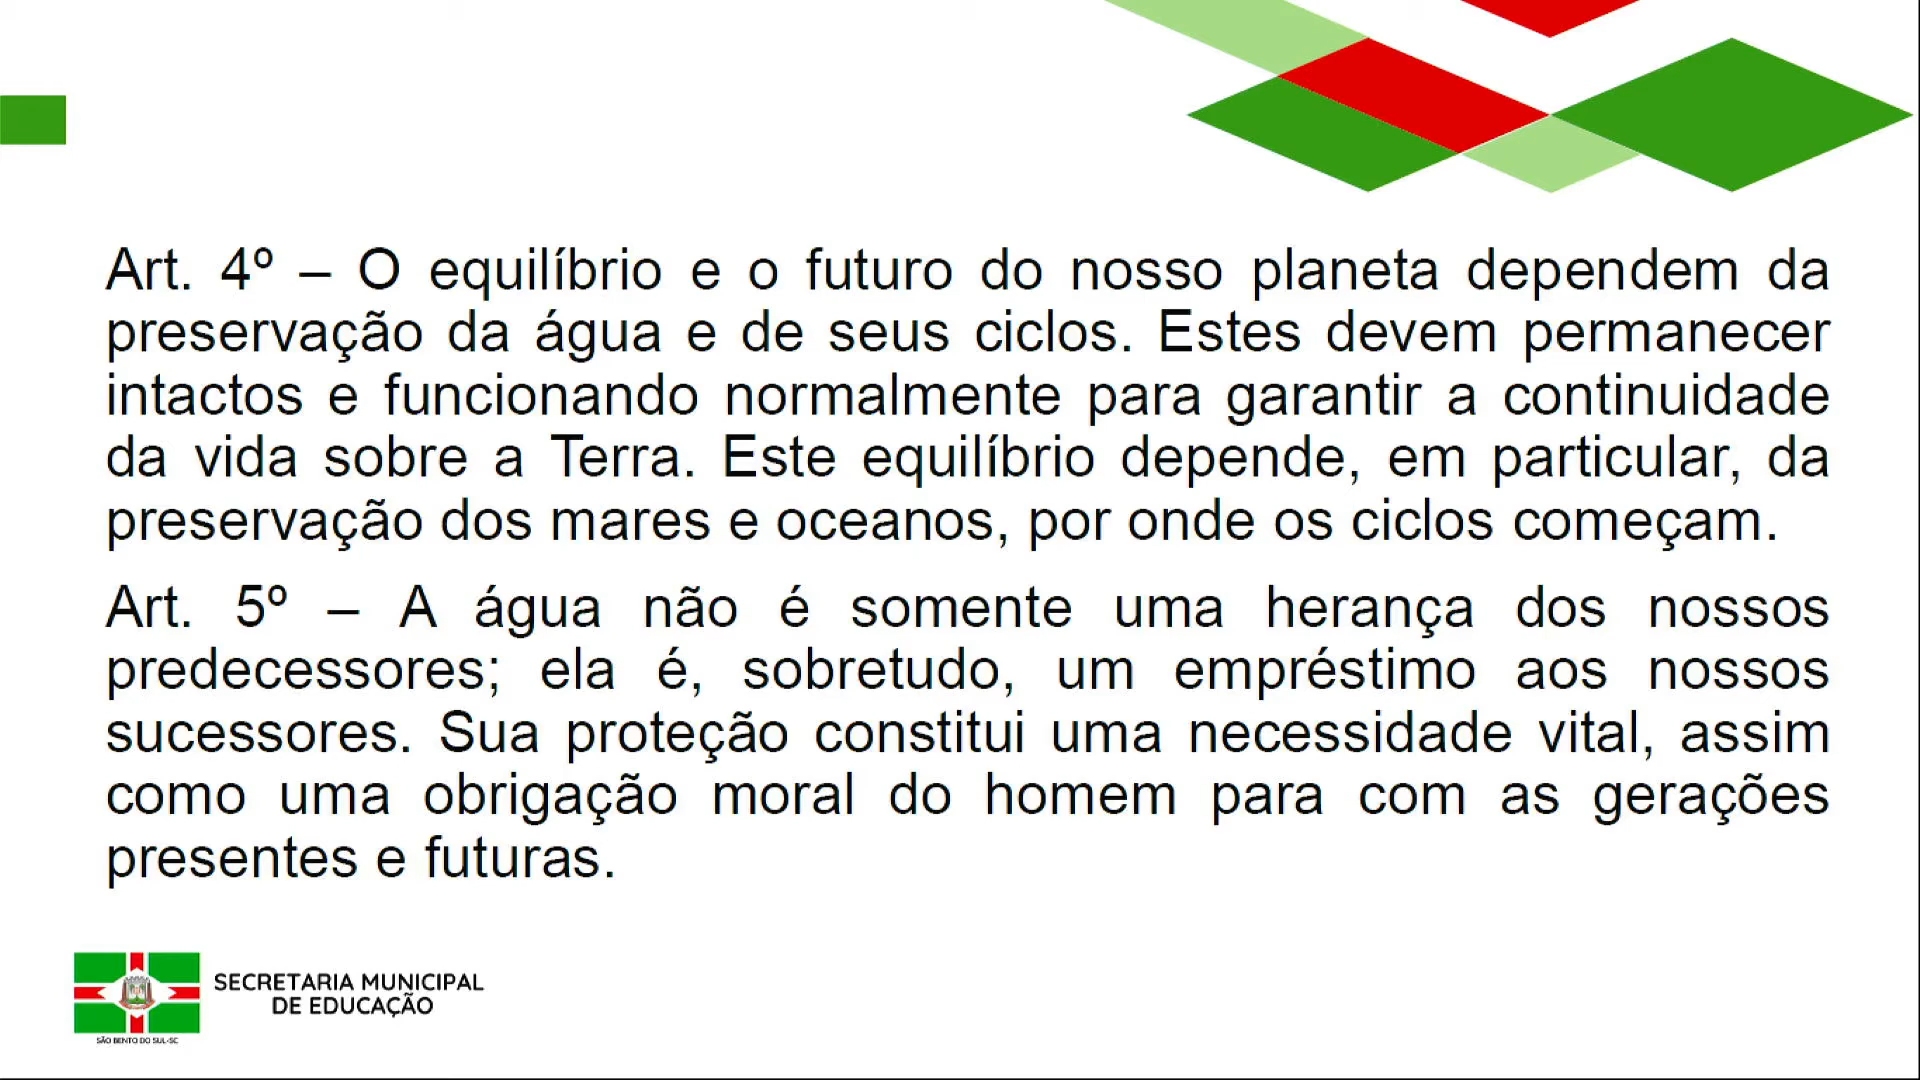 Art. 4º – O equilíbrio e o futuro do nosso planeta dependem da
preservação da água e de seus ciclos. Estes devem permanecer
intactos e funcionando normalmente para garantir a continuidade
da vida sobre a Terra. Este equilíbrio depende, em particular, da
preservação dos mares e oceanos, por onde os ciclos começam.
Art. 5º – A água não é somente uma herança dos nossos
predecessores; ela é, sobretudo, um empréstimo aos nossos
sucessores. Sua proteção constitui uma necessidade vital, assim
como uma obrigação moral do homem para com as gerações
presentes e futuras.
SECRETARIA MUNICIPAL
DE EDUCAÇÃO
SÃO BENTO DO SUL-SC